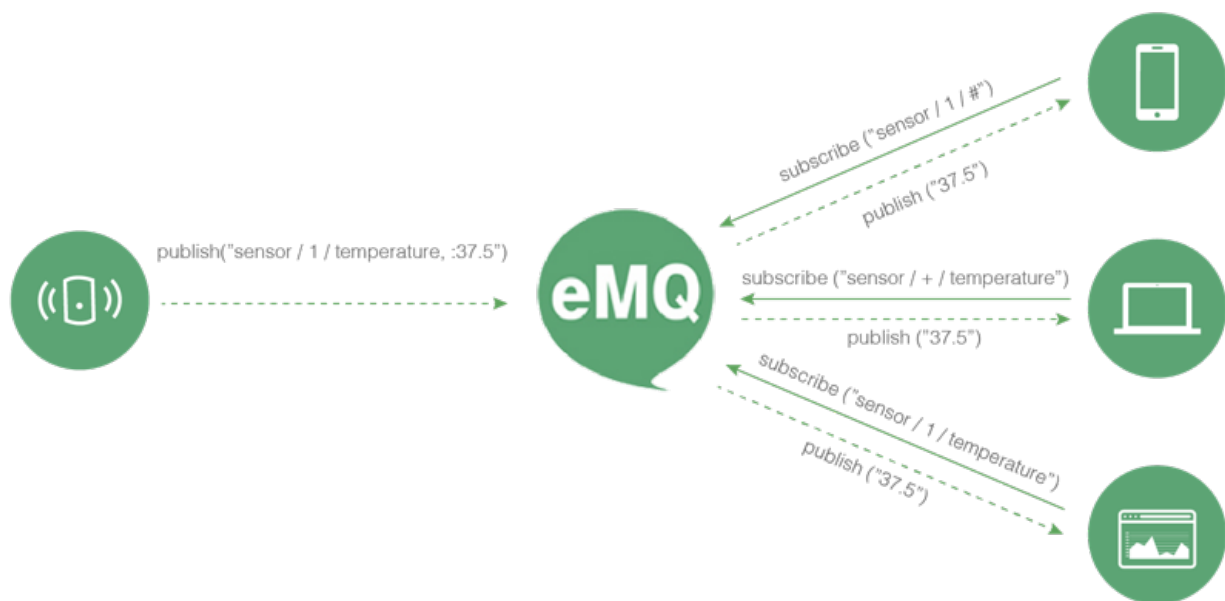 subscribe ("sensor / 1 / #")
publish ("37.5")
publish("sensor / 1 / temperature, :37.5")
eMQ
subscribe ("sensor / + / temperature")
publish ("37.5")
subscribe ("sensor / 1 / temperature")
publish ("37.5")